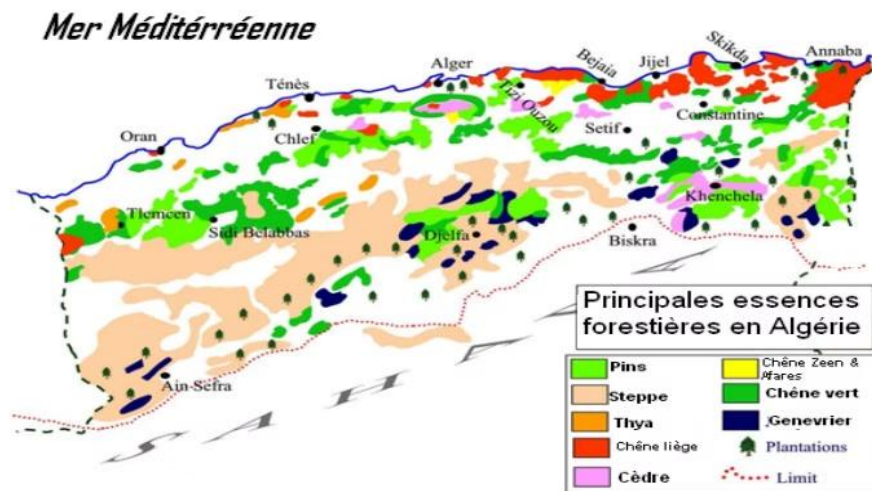 Mer Méditérréenne
Skikda
Annaba
Jijel
Bejaia
Alger
Ténès
Tizi Ouzou
Constantine
Oran
Chlef
Setif
Khenchela
Tlemcen
Sidi Belabbas
Djelfa
Biskra
Ain-Sefra
SAHARA
Principales essences
forestières en Algérie
Pins
Chêne Zeen &
Afares
Steppe
Chêne vert
Thya
Genevrier
Chêne liège
Plantations
Cèdre
Limit